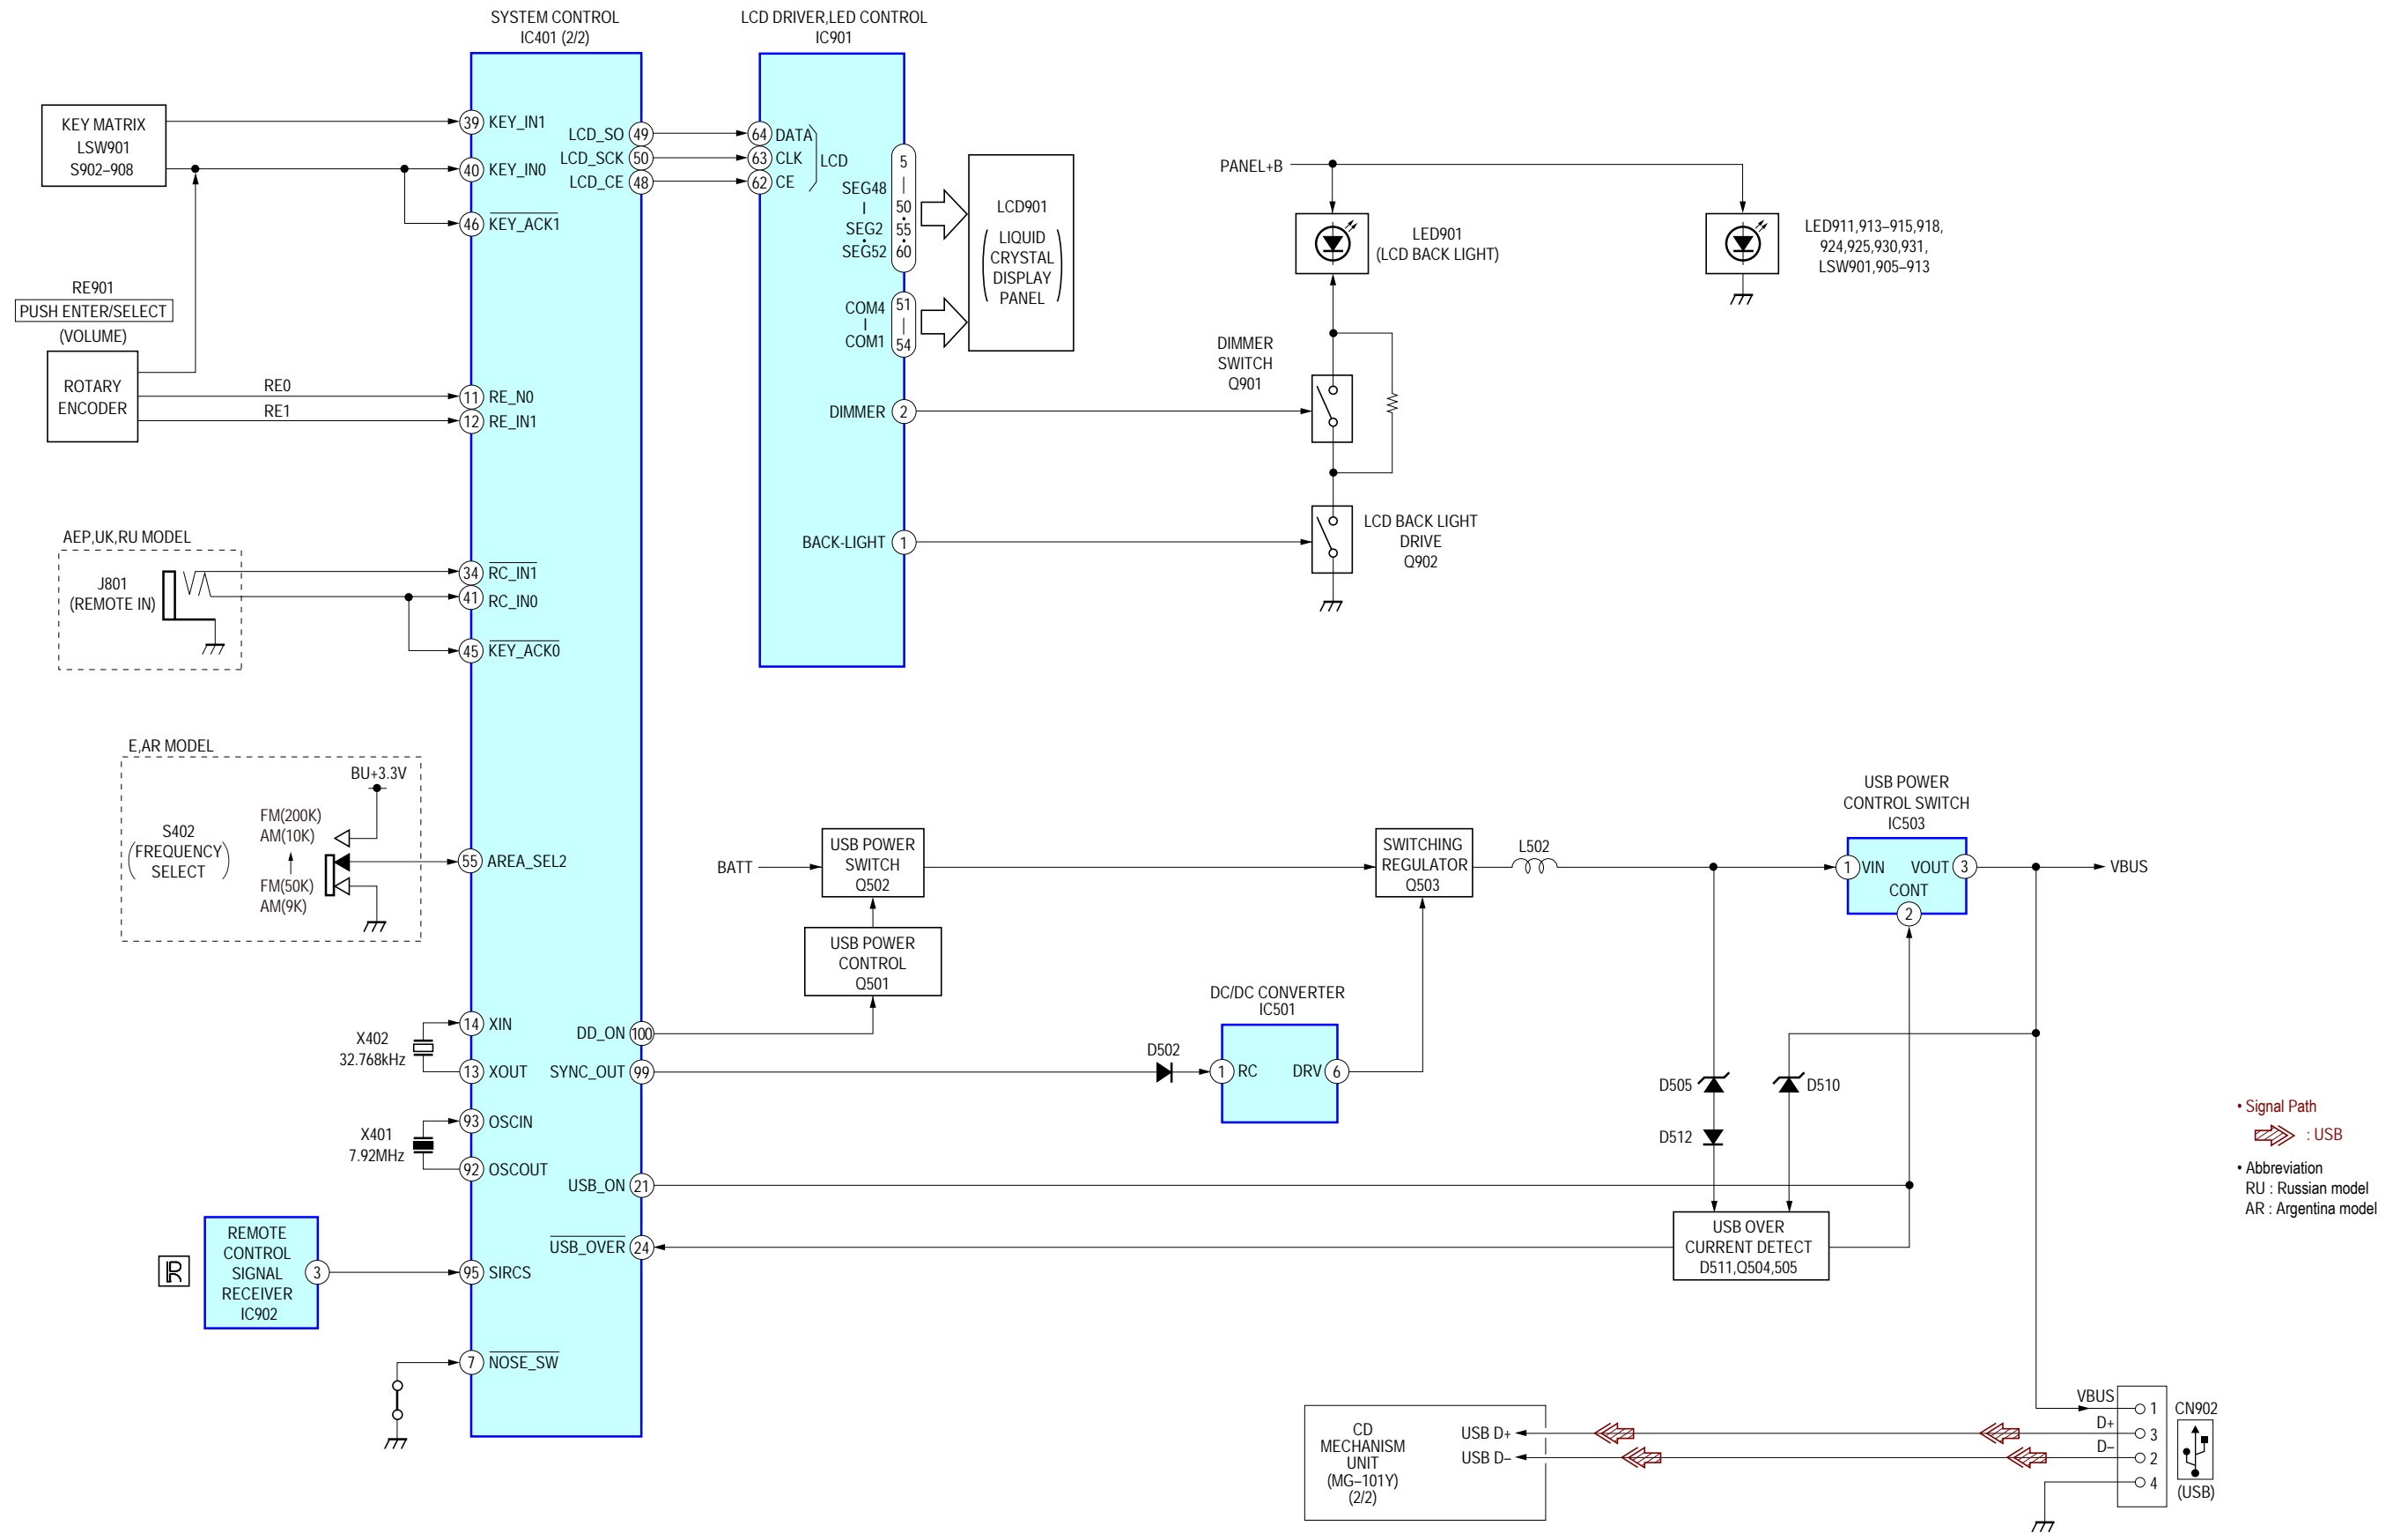 SYSTEM CONTROL
IC401 (2/2)
LCD DRIVER,LED CONTROL
IC901
KEY MATRIX
LSW901
S902–908
39 KEY_IN1
40 KEY_IN0
46 KEY_ACK1
LCD_SO 49
LCD_SCK 50
LCD_CE 48
64 DATA
63 CLK
62 CE
LCD
SEG48
SEG2
SEG52
5
50
55
60
COM4
COM1
51
54
LCD901
LIQUID
CRYSTAL
DISPLAY
PANEL
PANEL+B
LED901
(LCD BACK LIGHT)
LED911,913–915,918,
924,925,930,931,
LSW901,905–913
RE901
PUSH ENTER/SELECT
(VOLUME)
ROTARY
ENCODER
RE0
RE1
11 RE_N0
12 RE_IN1
DIMMER 2
DIMMER
SWITCH
Q901
BACK-LIGHT 1
LCD BACK LIGHT
DRIVE
Q902
AEP,UK,RU MODEL
J801
(REMOTE IN)
34 RC_IN1
41 RC_IN0
45 KEY_ACK0
E,AR MODEL
BU+3.3V
S402
FREQUENCY
SELECT
FM(200K)
AM(10K)
FM(50K)
AM(9K)
55 AREA_SEL2
BATT
USB POWER
SWITCH
Q502
USB POWER
CONTROL
Q501
SWITCHING
REGULATOR
Q503
L502
USB POWER
CONTROL SWITCH
IC503
1 VIN
VOUT 3
CONT
2
VBUS
X402
32.768kHz
14 XIN
13 XOUT
X401
7.92MHz
93 OSCIN
92 OSCOUT
DD_ON 100
SYNC_OUT 99
D502
DC/DC CONVERTER
IC501
1 RC
DRV 6
D505
D512
D510
USB_ON 21
USB_OVER 24
USB OVER
CURRENT DETECT
D511,Q504,505
REMOTE
CONTROL
SIGNAL
RECEIVER
IC902
3
95 SIRCS
7 NOSE_SW
• Signal Path
: USB
• Abbreviation
RU : Russian model
AR : Argentina model
CD
MECHANISM
UNIT
(MG–101Y)
(2/2)
USB D+
USB D–
VBUS
D+
D–
1
3
2
4
CN902
(USB)